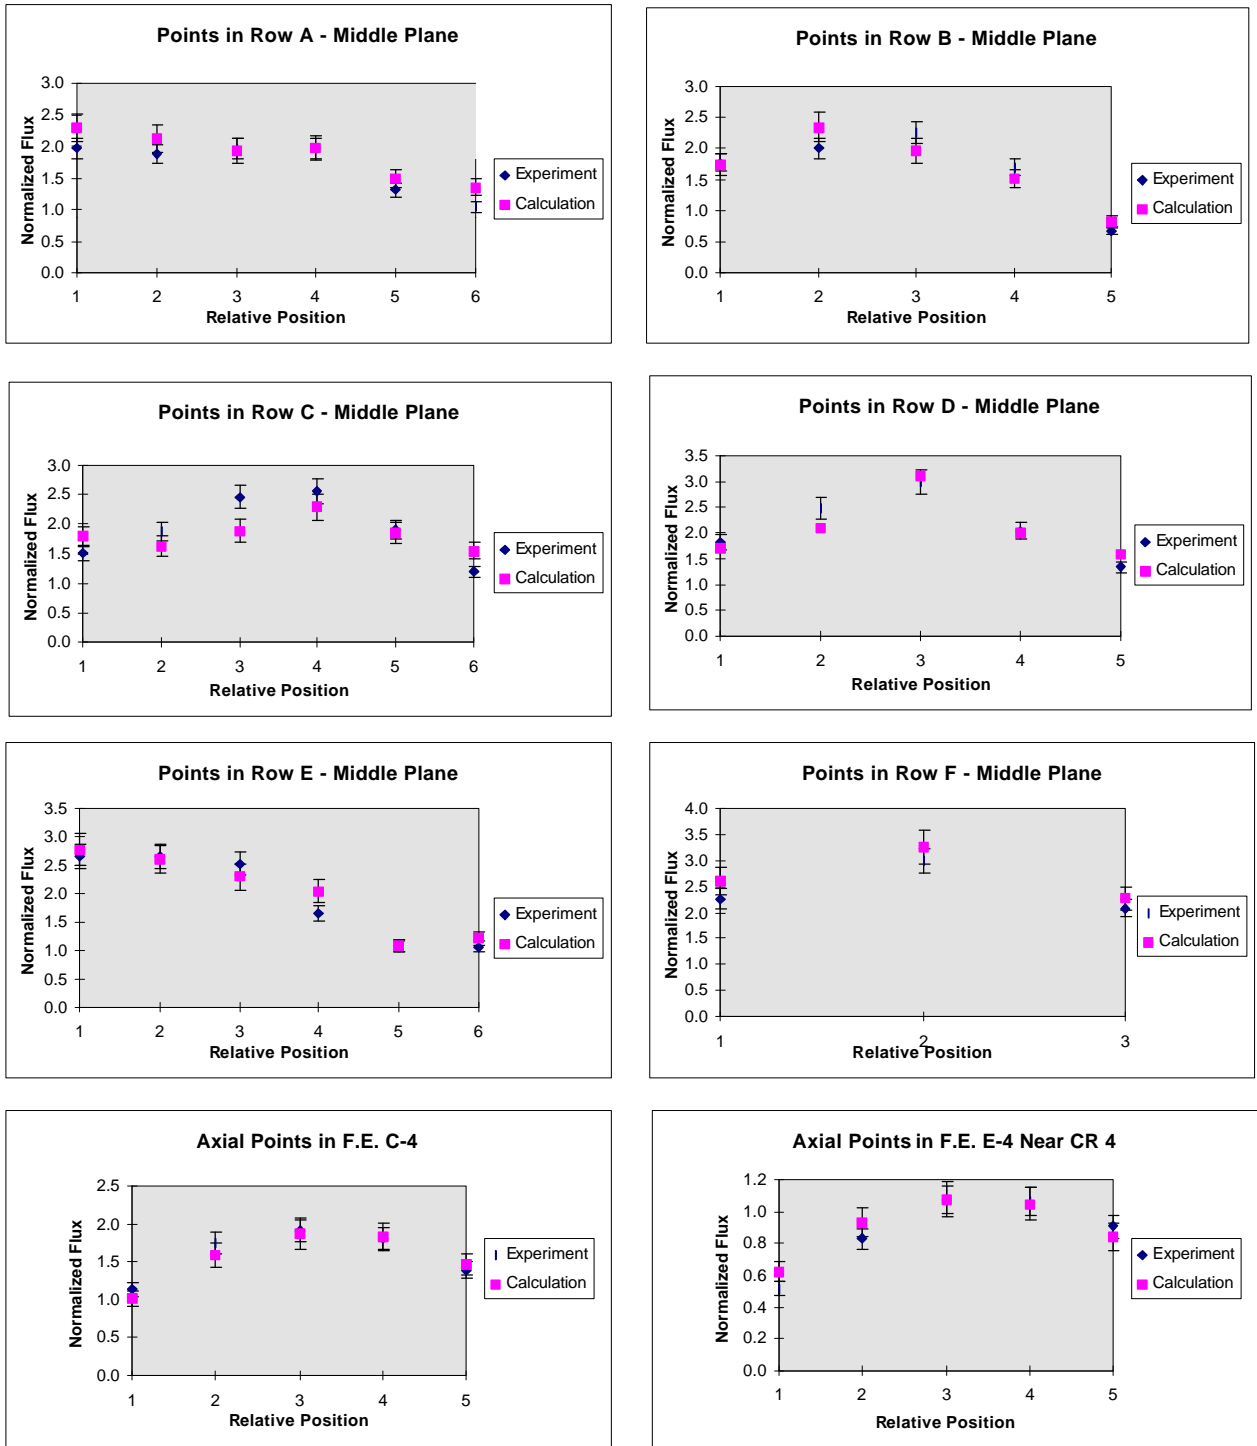 Points in Row A - Middle Plane
Normalized Flux
3.0
2.5
2.0
1.5
1.0
0.5
0.0
1 2 3 4 5 6
Relative Position
Experiment
Calculation
Points in Row B - Middle Plane
Normalized Flux
3.0
2.5
2.0
1.5
1.0
0.5
0.0
1 2 3 4 5
Relative Position
Experiment
Calculation
Points in Row C - Middle Plane
Normalized Flux
3.0
2.5
2.0
1.5
1.0
0.5
0.0
1 2 3 4 5 6
Relative Position
Experiment
Calculation
Points in Row D - Middle Plane
Normalized Flux
3.5
3.0
2.5
2.0
1.5
1.0
0.5
0.0
1 2 3 4 5
Relative Position
Experiment
Calculation
Points in Row E - Middle Plane
Normalized Flux
3.5
3.0
2.5
2.0
1.5
1.0
0.5
0.0
1 2 3 4 5 6
Relative Position
Experiment
Calculation
Points in Row F - Middle Plane
Normalized Flux
4.0
3.5
3.0
2.5
2.0
1.5
1.0
0.5
0.0
1 2 3
Relative Position
Experiment
Calculation
Axial Points in F.E. C-4
Normalized Flux
2.5
2.0
1.5
1.0
0.5
0.0
1 2 3 4 5
Relative Position
Experiment
Calculation
Axial Points in F.E. E-4 Near CR 4
Normalized Flux
1.2
1.0
0.8
0.6
0.4
0.2
0.0
1 2 3 4 5
Relative Position
Experiment
Calculation